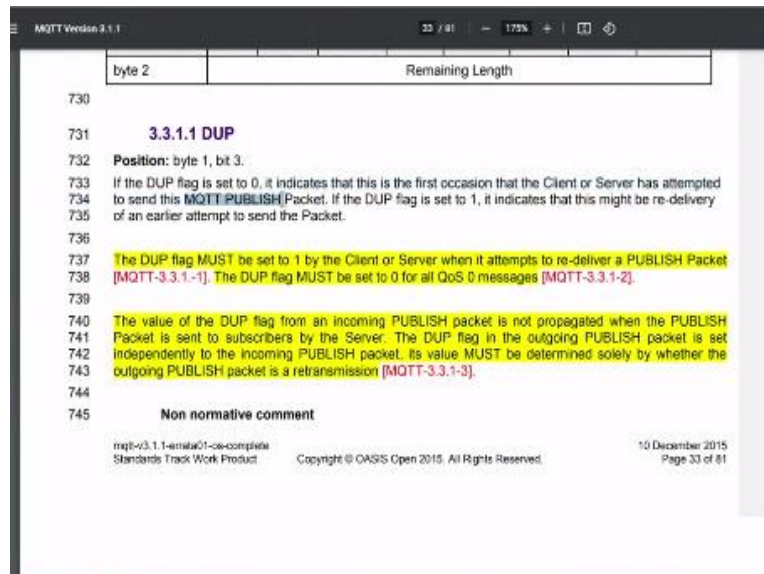 MQTT Version 3.1.1
33 / 81
175%
byte 2 Remaining Length
730
731 3.3.1.1 DUP
732 Position: byte 1, bit 3.
733 If the DUP flag is set to 0, it indicates that this is the first occasion that the Client or Server has attempted
734 to send this MQTT PUBLISH Packet. If the DUP flag is set to 1, it indicates that this might be re-delivery
735 of an earlier attempt to send the Packet.
736
737 The DUP flag MUST be set to 1 by the Client or Server when it attempts to re-deliver a PUBLISH Packet
738 [MQTT-3.3.1.-1]. The DUP flag MUST be set to 0 for all QoS 0 messages [MQTT-3.3.1-2].
739
740 The value of the DUP flag from an incoming PUBLISH packet is not propagated when the PUBLISH
741 Packet is sent to subscribers by the Server. The DUP flag in the outgoing PUBLISH packet is set
742 independently to the incoming PUBLISH packet, its value MUST be determined solely by whether the
743 outgoing PUBLISH packet is a retransmission [MQTT-3.3.1-3].
744
745 Non normative comment
mqtt-v3.1.1-errata01-os-complete 10 December 2015
Standards Track Work Product Copyright © OASIS Open 2015. All Rights Reserved. Page 33 of 81